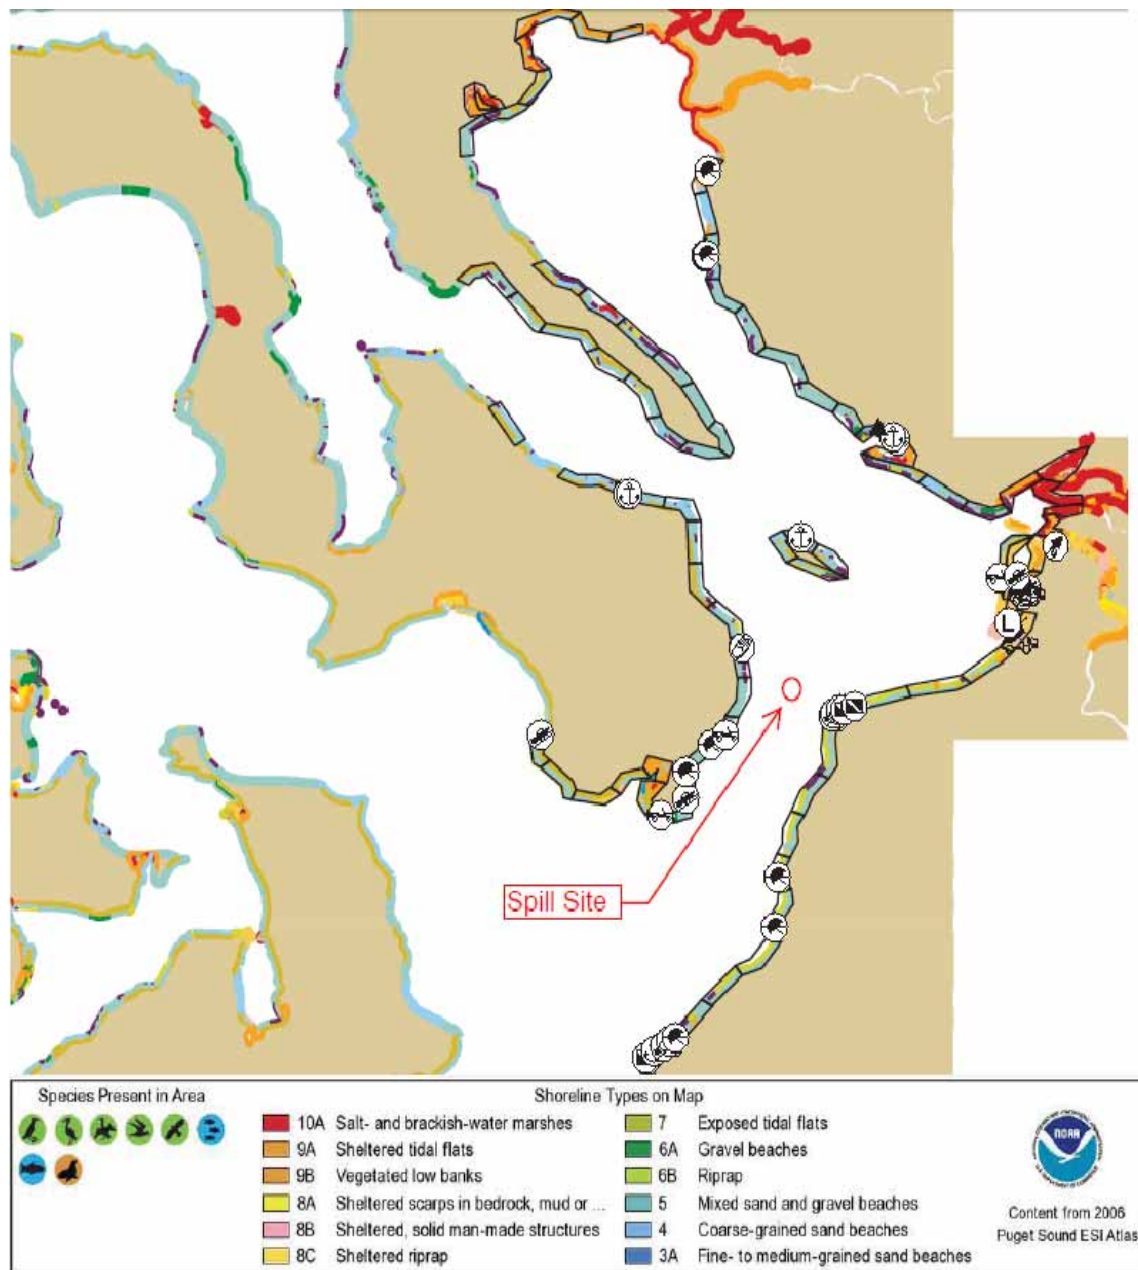 L
Spill Site
Species Present in Area
Shoreline Types on Map
10A Salt- and brackish-water marshes
9A Sheltered tidal flats
9B Vegetated low banks
8A Sheltered scarps in bedrock, mud or ...
8B Sheltered, solid man-made structures
8C Sheltered riprap
7 Exposed tidal flats
6A Gravel beaches
6B Riprap
5 Mixed sand and gravel beaches
4 Coarse-grained sand beaches
3A Fine- to medium-grained sand beaches
NOAA
Content from 2006
Puget Sound ESI Atlas